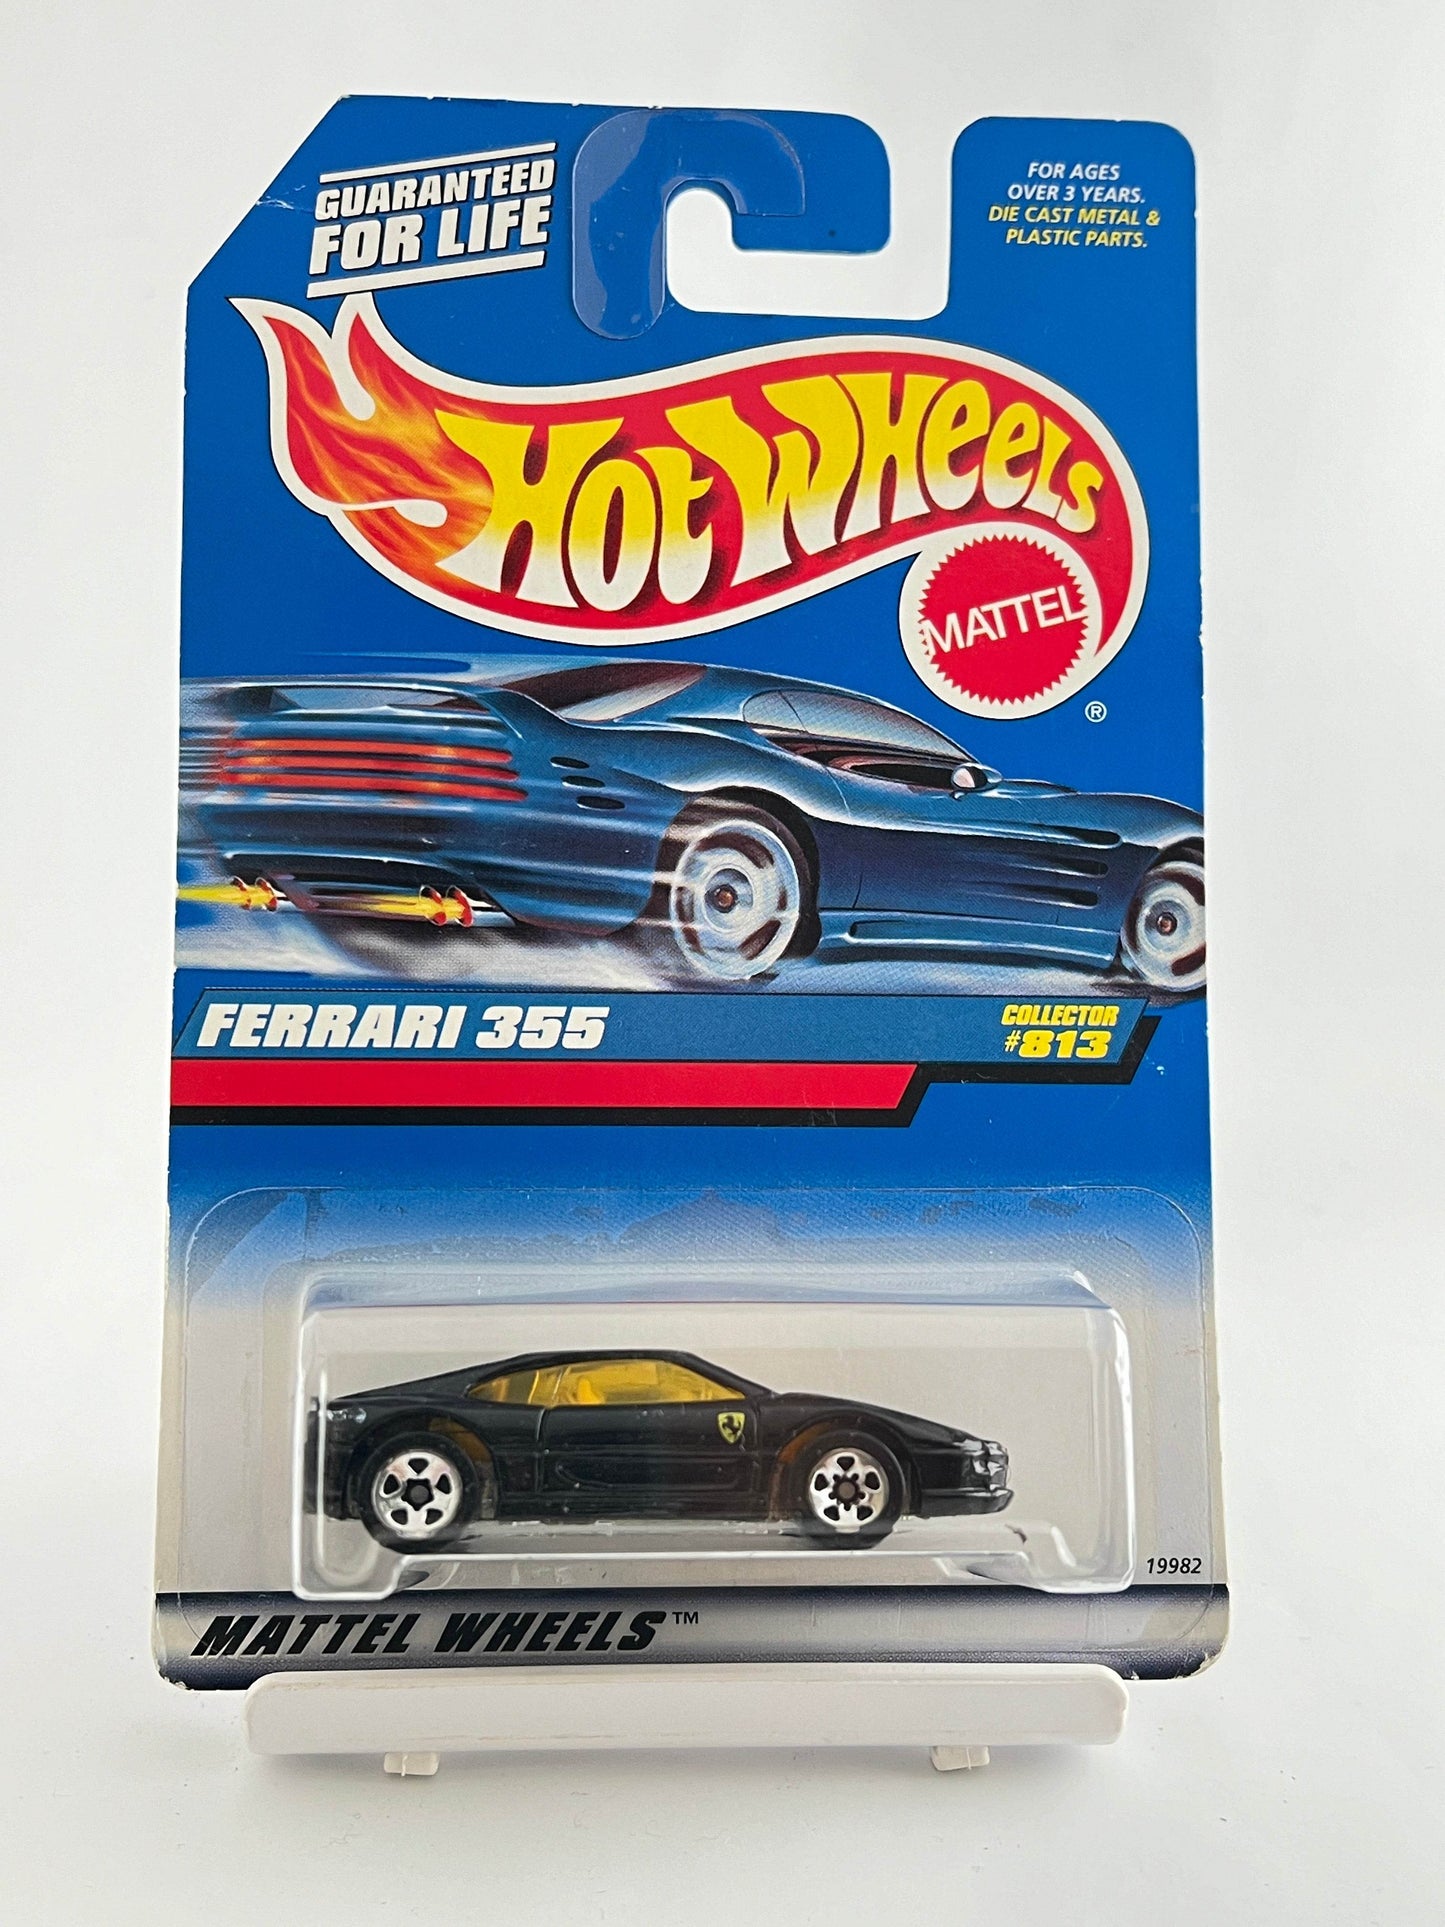 GUARANTEED
FOR LIFE
FOR AGES
OVER 3 YEARS.
DIE CAST METAL &
PLASTIC PARTS.
HOT WHEELS
MATTEL
®
FERRARI 355
COLLECTOR
#813
19982
MATTEL WHEELS™